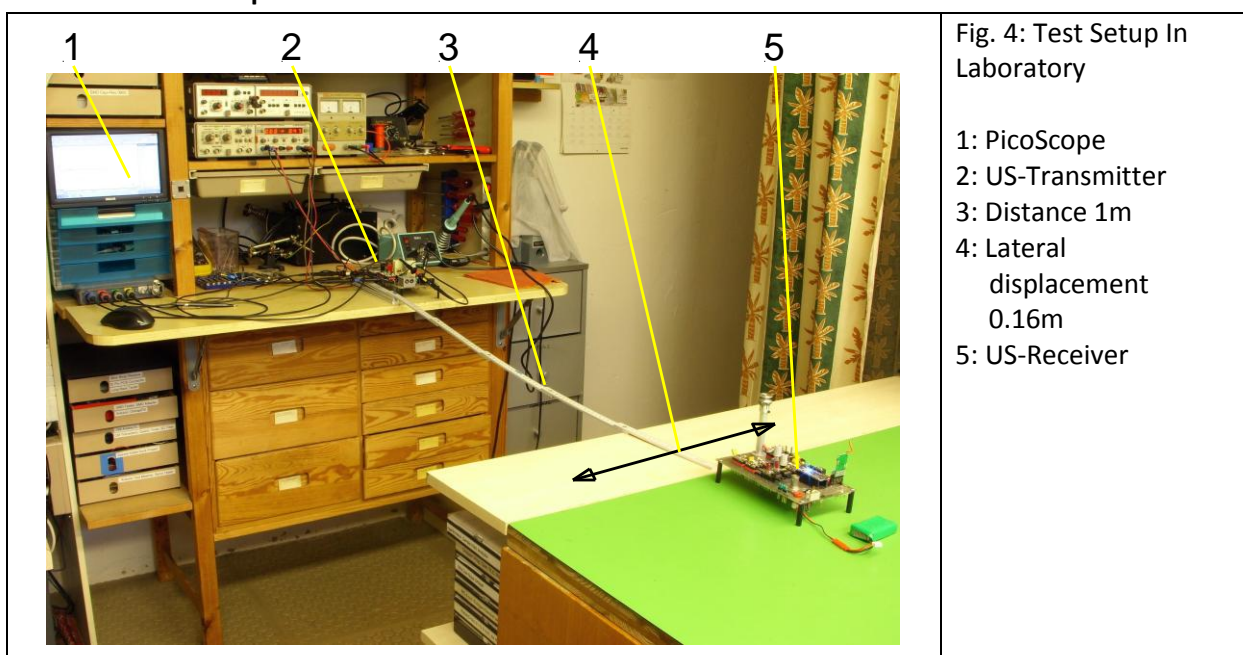 1 2 3 4 5
Fig. 4: Test Setup In
Laboratory
1: PicoScope
2: US-Transmitter
3: Distance 1m
4: Lateral
displacement
0.16m
5: US-Receiver